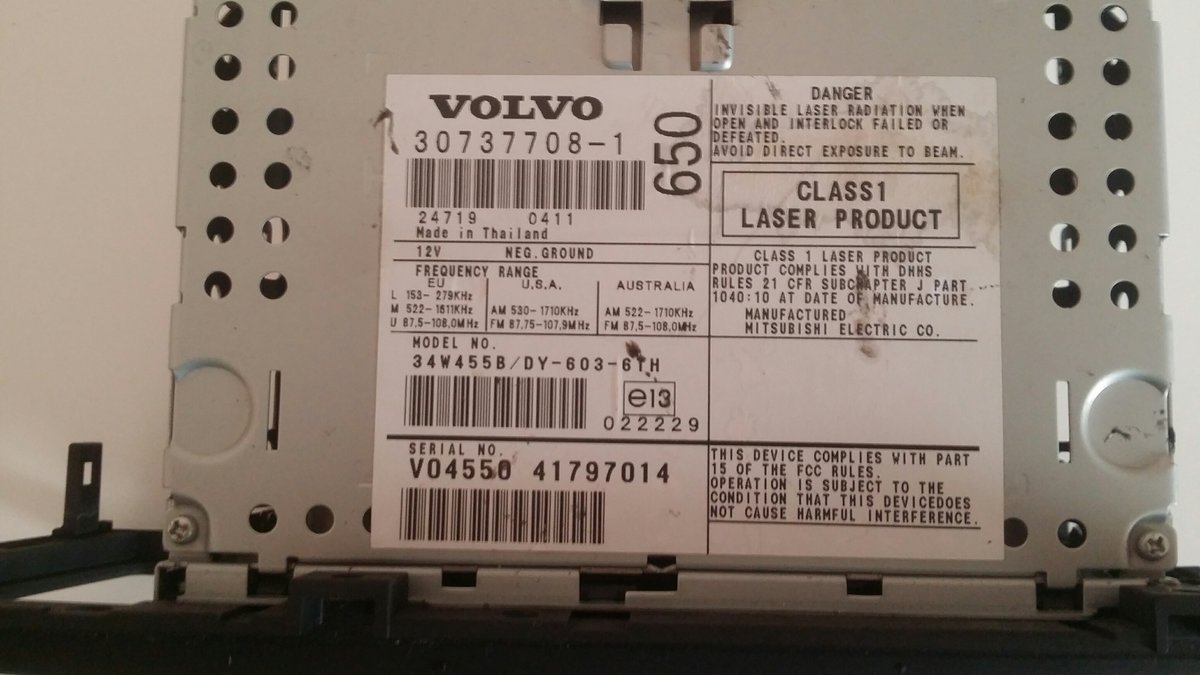 VOLVO
30737708-1
650
24719 0411
Made in Thailand
12V NEG.GROUND
FREQUENCY RANGE
EU
L 153- 279KHz
M 522-1611KHz
U 87.5-108.0MHz
U.S.A.
AM 530-1710KHz
FM 87.75-107.9MHz
AUSTRALIA
AM 522-1710KHz
FM 87.5-108.0MHz
MODEL NO.
34W455B/DY-603-6TH
e13
022229
SERIAL NO.
V04550 41797014
DANGER
INVISIBLE LASER RADIATION WHEN
OPEN AND INTERLOCK FAILED OR
DEFEATED.
AVOID DIRECT EXPOSURE TO BEAM.
CLASS1
LASER PRODUCT
CLASS 1 LASER PRODUCT
PRODUCT COMPLIES WITH DHHS
RULES 21 CFR SUBCHAPTER J PART
1040:10 AT DATE OF MANUFACTURE.
MANUFACTURED
MITSUBISHI ELECTRIC CO.
THIS DEVICE COMPLIES WITH PART
15 OF THE FCC RULES.
OPERATION IS SUBJECT TO THE
CONDITION THAT THIS DEVICEDOES
NOT CAUSE HARMFUL INTERFERENCE.